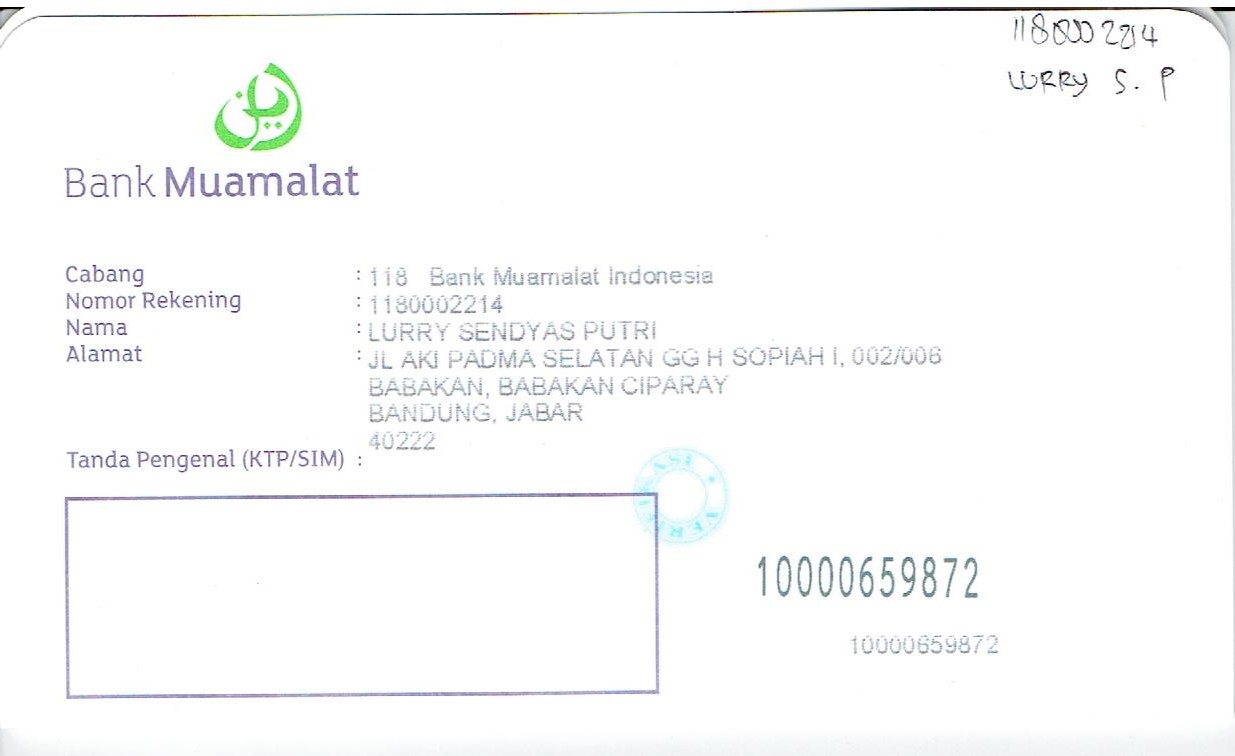 1180002214
LURRY S. P
Bank Muamalat
Cabang : 118 Bank Muamalat Indonesia
Nomor Rekening : 1180002214
Nama : LURRY SENDYAS PUTRI
Alamat : JL AKI PADMA SELATAN GG H SOPIAH I, 002/006
BABAKAN, BABAKAN CIPARAY
BANDUNG, JABAR
40222
Tanda Pengenal (KTP/SIM) :
VERIFIKASI
10000659872
10000659872